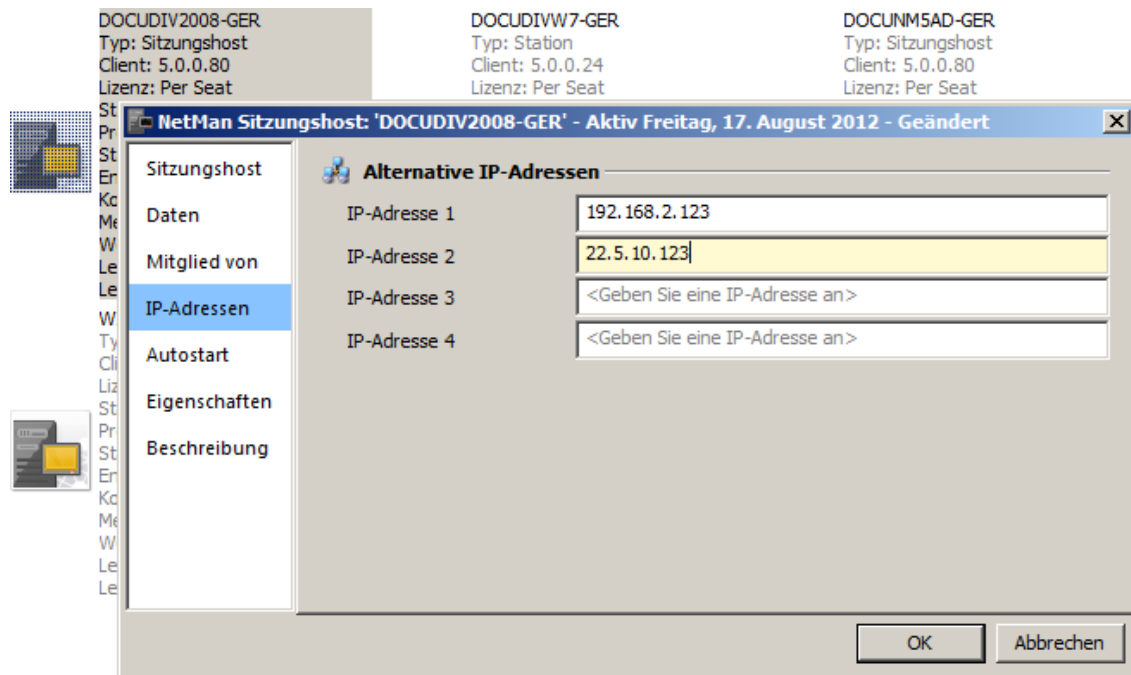 DOCUDIV2008-GER
Typ: Sitzungshost
Client: 5.0.0.80
Lizenz: Per Seat
DOCUDIVW7-GER
Typ: Station
Client: 5.0.0.24
Lizenz: Per Seat
DOCUNM5AD-GER
Typ: Sitzungshost
Client: 5.0.0.80
Lizenz: Per Seat
NetMan Sitzungshost: 'DOCUDIV2008-GER' - Aktiv Freitag, 17. August 2012 - Geändert
Sitzungshost
Daten
Mitglied von
IP-Adressen
Autostart
Eigenschaften
Beschreibung
Alternative IP-Adressen
IP-Adresse 1 192.168.2.123
IP-Adresse 2 22.5.10.123
IP-Adresse 3 <Geben Sie eine IP-Adresse an>
IP-Adresse 4 <Geben Sie eine IP-Adresse an>
OK Abbrechen